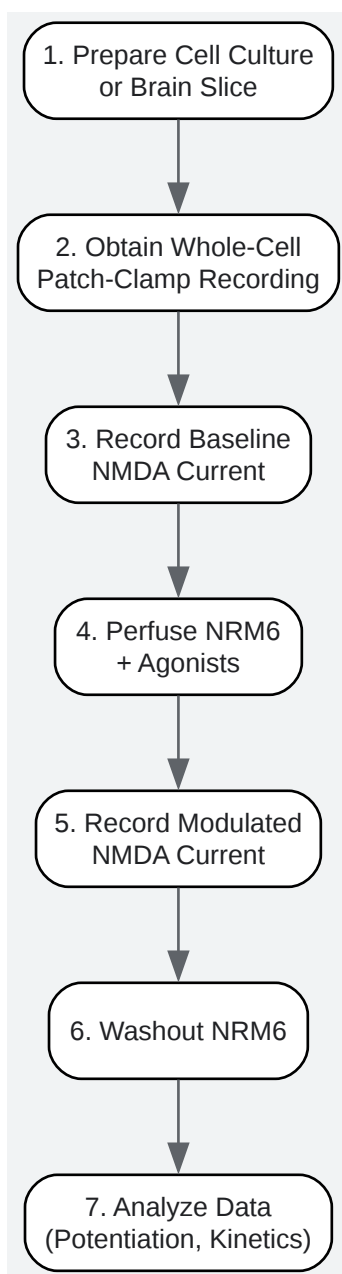 1. Prepare Cell Culture
or Brain Slice
2. Obtain Whole-Cell
Patch-Clamp Recording
3. Record Baseline
NMDA Current
4. Perfuse NRM6
+ Agonists
5. Record Modulated
NMDA Current
6. Washout NRM6
7. Analyze Data
(Potentiation, Kinetics)